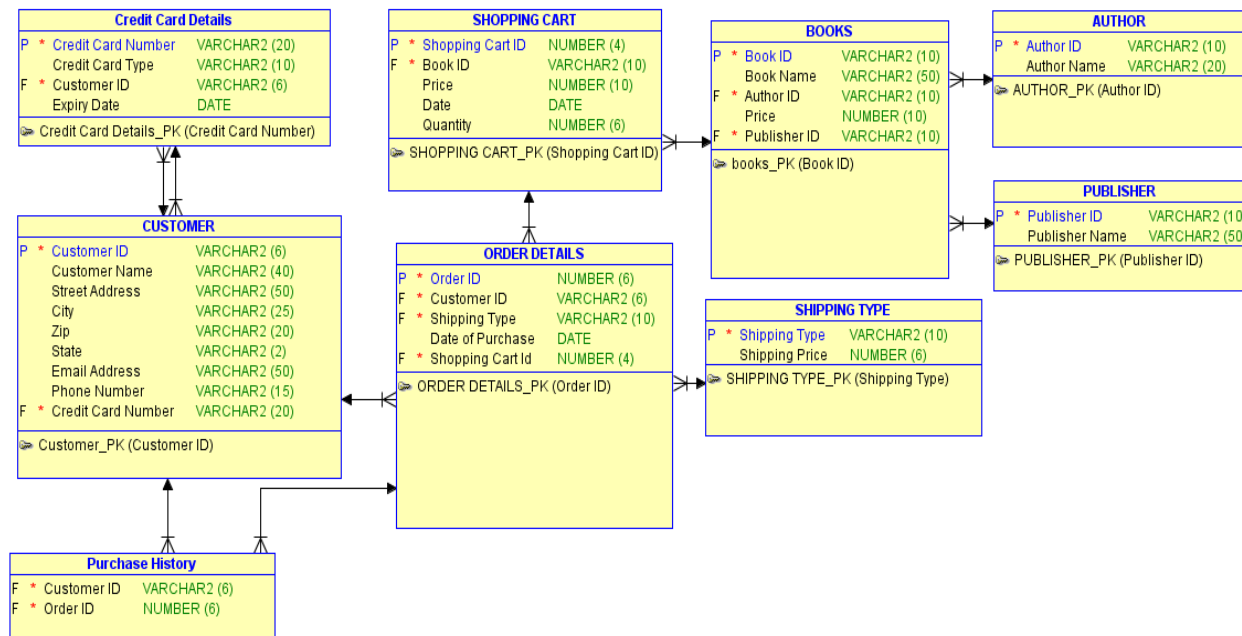 Credit Card Details
P * Credit Card Number VARCHAR2 (20)
Credit Card Type VARCHAR2 (10)
F * Customer ID VARCHAR2 (6)
Expiry Date DATE
Credit Card Details_PK (Credit Card Number)
SHOPPING CART
P * Shopping Cart ID NUMBER (4)
F * Book ID VARCHAR2 (10)
Price NUMBER (10)
Date DATE
Quantity NUMBER (6)
SHOPPING CART_PK (Shopping Cart ID)
BOOKS
P * Book ID VARCHAR2 (10)
Book Name VARCHAR2 (50)
F * Author ID VARCHAR2 (10)
Price NUMBER (10)
F * Publisher ID VARCHAR2 (10)
books_PK (Book ID)
AUTHOR
P * Author ID VARCHAR2 (10)
Author Name VARCHAR2 (20)
AUTHOR_PK (Author ID)
PUBLISHER
P * Publisher ID VARCHAR2 (10
Publisher Name VARCHAR2 (50
PUBLISHER_PK (Publisher ID)
CUSTOMER
P * Customer ID VARCHAR2 (6)
Customer Name VARCHAR2 (40)
Street Address VARCHAR2 (50)
City VARCHAR2 (25)
Zip VARCHAR2 (20)
State VARCHAR2 (2)
Email Address VARCHAR2 (50)
Phone Number VARCHAR2 (15)
F * Credit Card Number VARCHAR2 (20)
Customer_PK (Customer ID)
ORDER DETAILS
P * Order ID NUMBER (6)
F * Customer ID VARCHAR2 (6)
F * Shipping Type VARCHAR2 (10)
Date of Purchase DATE
F * Shopping Cart Id NUMBER (4)
ORDER DETAILS_PK (Order ID)
SHIPPING TYPE
P * Shipping Type VARCHAR2 (10)
Shipping Price NUMBER (6)
SHIPPING TYPE_PK (Shipping Type)
Purchase History
F * Customer ID VARCHAR2 (6)
F * Order ID NUMBER (6)